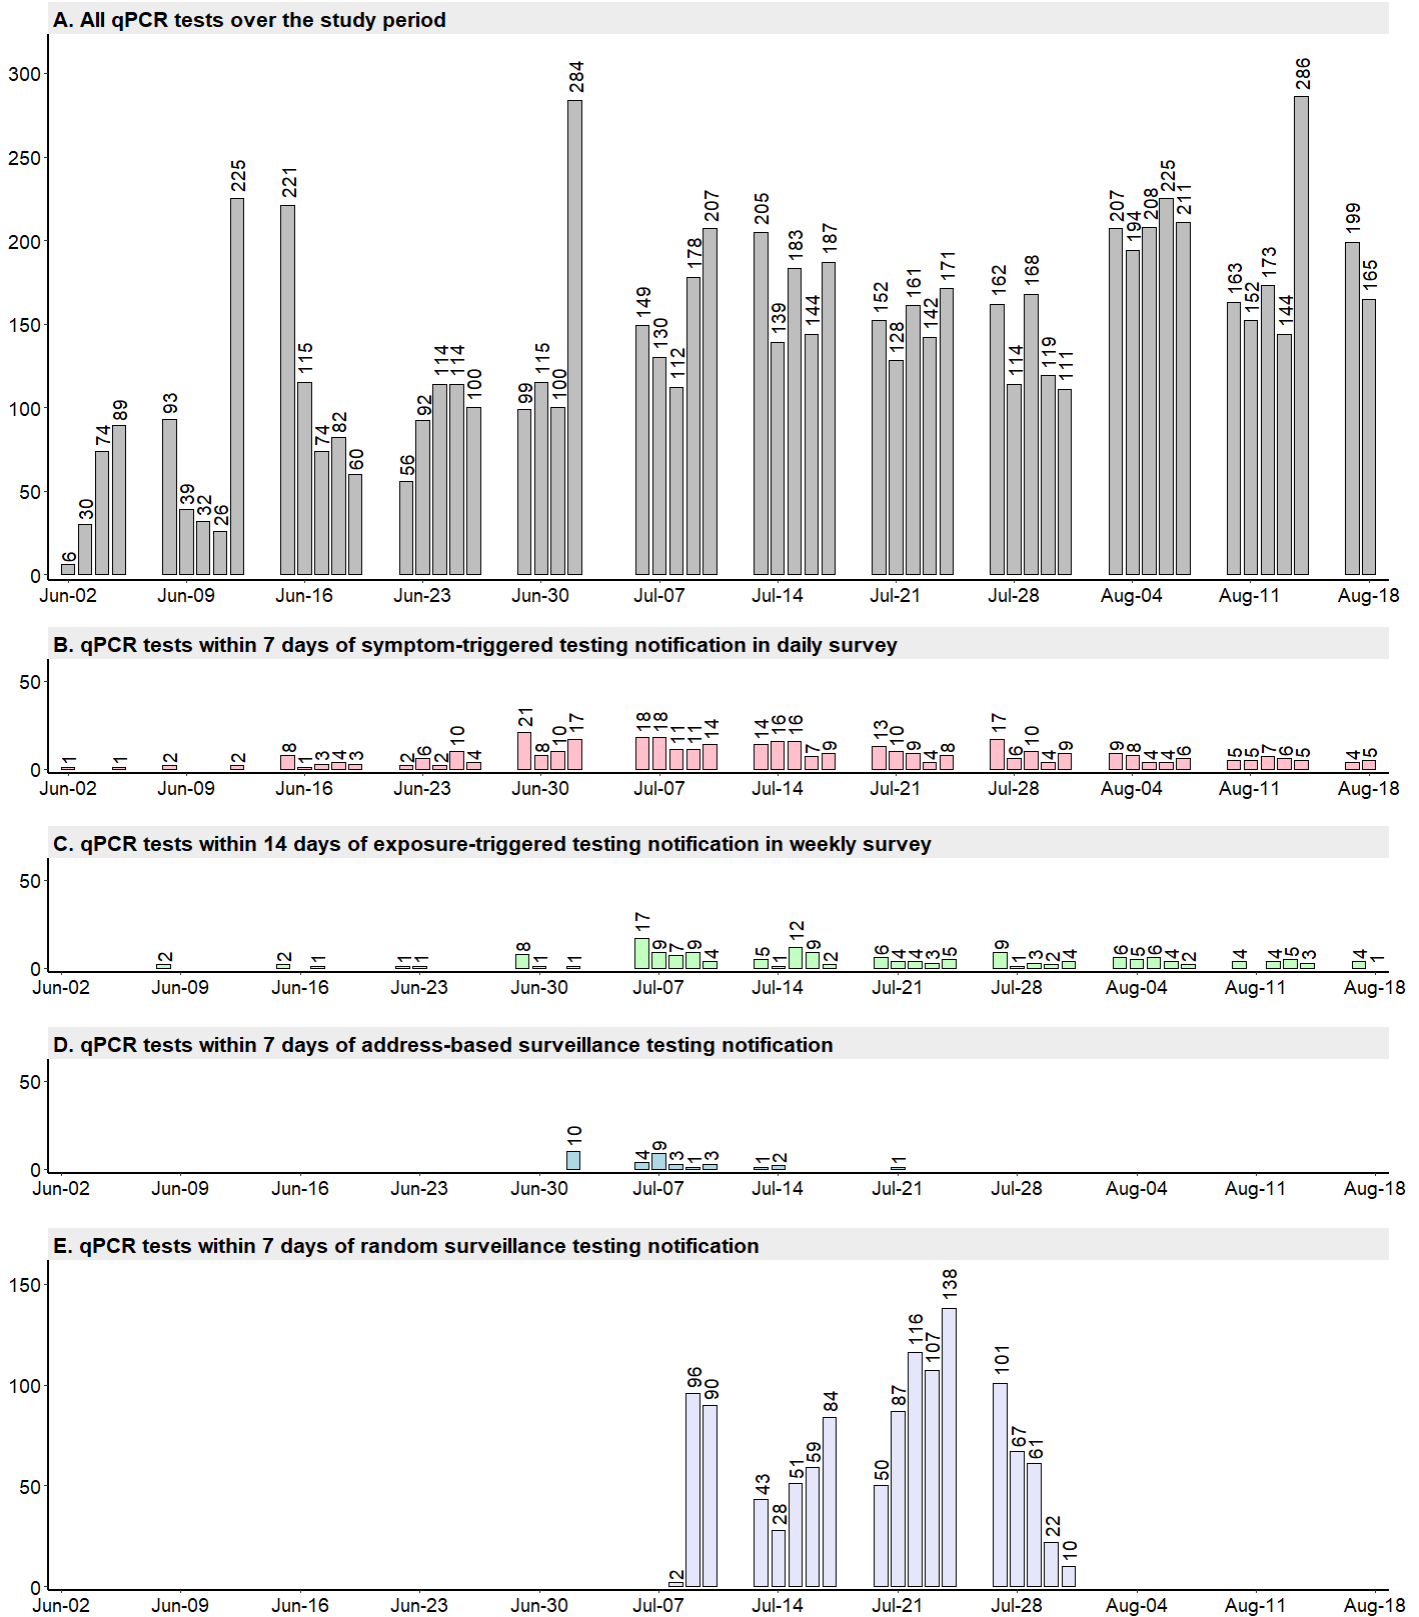 A. All qPCR tests over the study period
300
250
200
150
100
50
0
6 30 74 89 93 39 32 26 225 221 115 74 82 60 56 92 114 114 100 99 115 100 284 149 130 112 178 207 205 139 183 144 187 152 128 161 142 171 162 114 168 119 111 207 194 208 225 211 163 152 173 144 286 199 165
Jun-02 Jun-09 Jun-16 Jun-23 Jun-30 Jul-07 Jul-14 Jul-21 Jul-28 Aug-04 Aug-11 Aug-18
B. qPCR tests within 7 days of symptom-triggered testing notification in daily survey
50
0
1 1 2 2 8 1 3 4 3 2 6 2 10 4 21 8 10 17 18 18 11 11 14 14 16 16 7 9 13 10 9 4 8 17 6 10 4 9 9 8 4 4 6 5 5 7 6 5 4 5
Jun-02 Jun-09 Jun-16 Jun-23 Jun-30 Jul-07 Jul-14 Jul-21 Jul-28 Aug-04 Aug-11 Aug-18
C. qPCR tests within 14 days of exposure-triggered testing notification in weekly survey
50
0
2 2 1 1 1 8 1 1 17 9 7 9 4 5 1 12 9 2 6 4 4 3 5 9 1 3 2 4 6 5 6 4 2 4 4 5 3 4 1
Jun-02 Jun-09 Jun-16 Jun-23 Jun-30 Jul-07 Jul-14 Jul-21 Jul-28 Aug-04 Aug-11 Aug-18
D. qPCR tests within 7 days of address-based surveillance testing notification
50
0
10 4 9 3 1 3 1 2 1
Jun-02 Jun-09 Jun-16 Jun-23 Jun-30 Jul-07 Jul-14 Jul-21 Jul-28 Aug-04 Aug-11 Aug-18
E. qPCR tests within 7 days of random surveillance testing notification
150
100
50
0
2 96 90 43 28 51 59 84 50 87 116 107 138 101 67 61 22 10
Jun-02 Jun-09 Jun-16 Jun-23 Jun-30 Jul-07 Jul-14 Jul-21 Jul-28 Aug-04 Aug-11 Aug-18